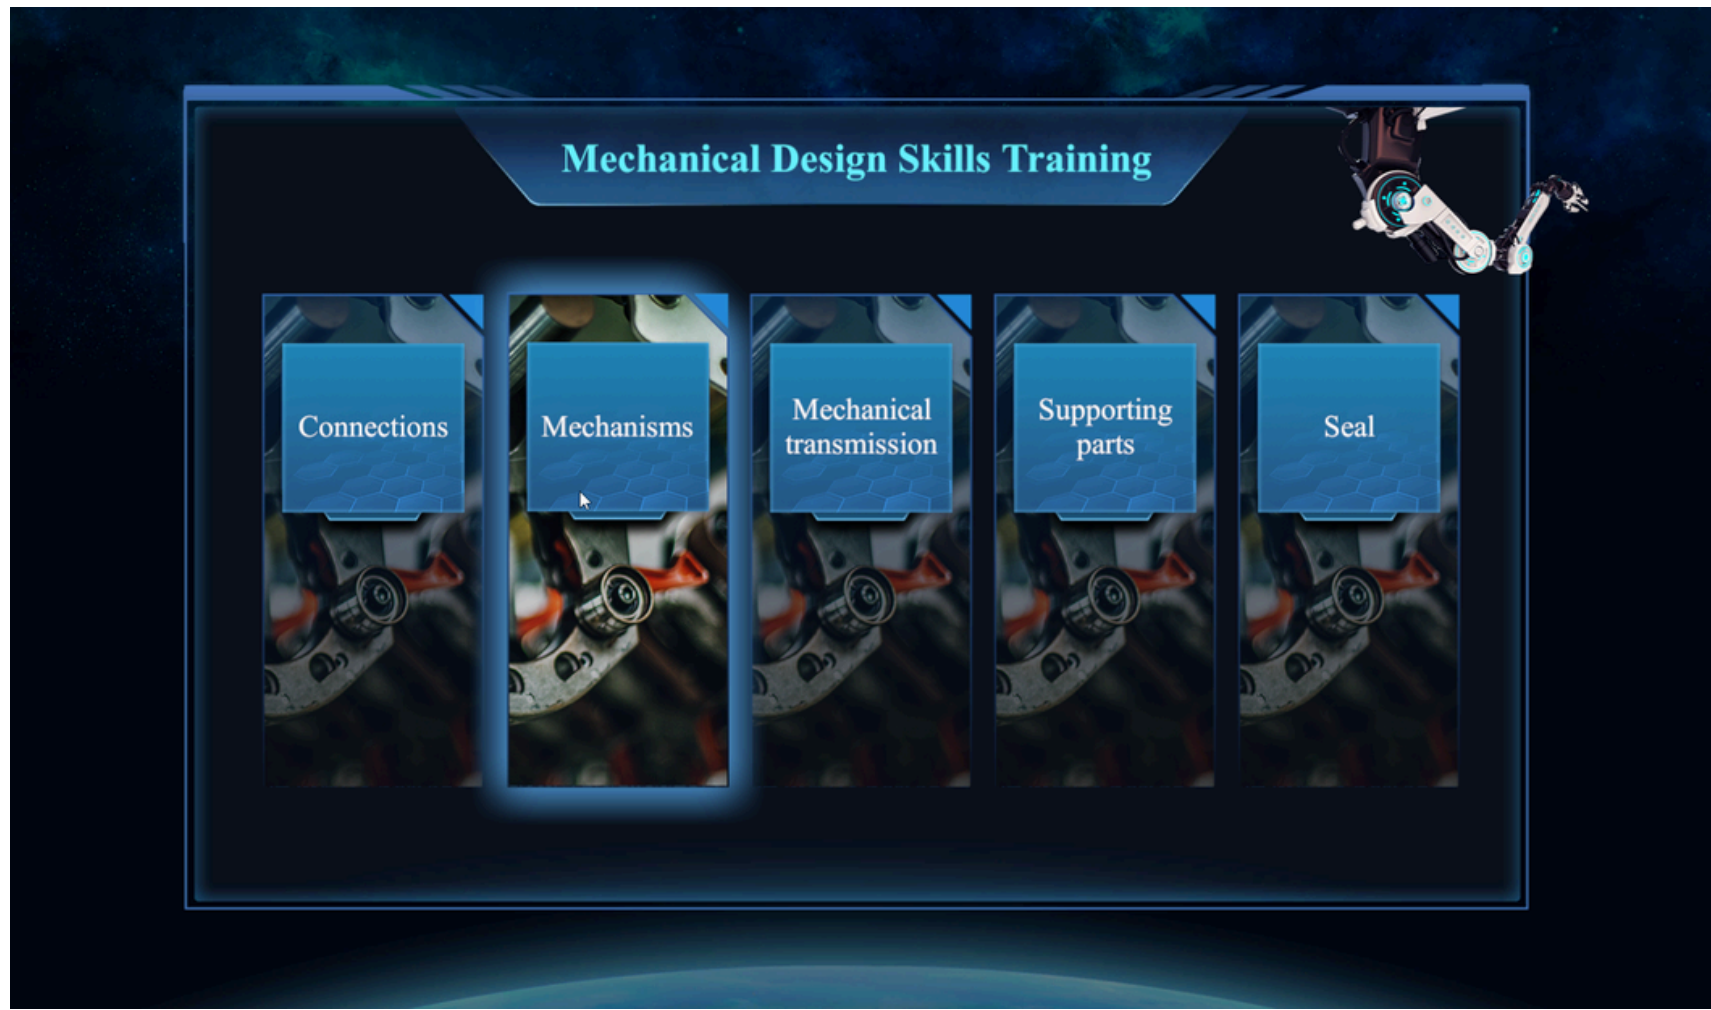 Mechanical Design Skills Training
Connections
Mechanisms
Mechanical
transmission
Supporting
parts
Seal